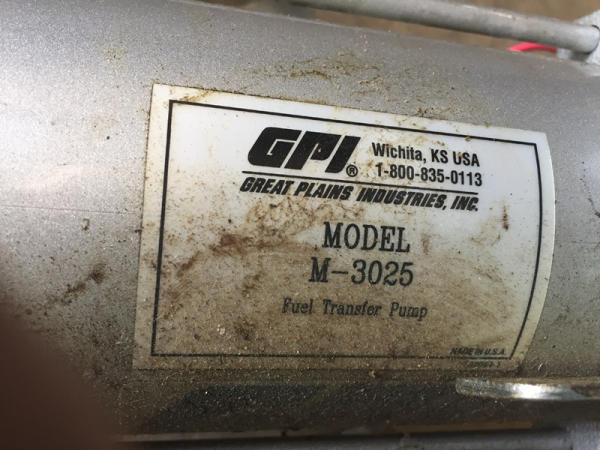 GPI® Wichita, KS USA
1-800-835-0113
GREAT PLAINS INDUSTRIES, INC.
MODEL
M-3025
Fuel Transfer Pump
MADE IN U.S.A.